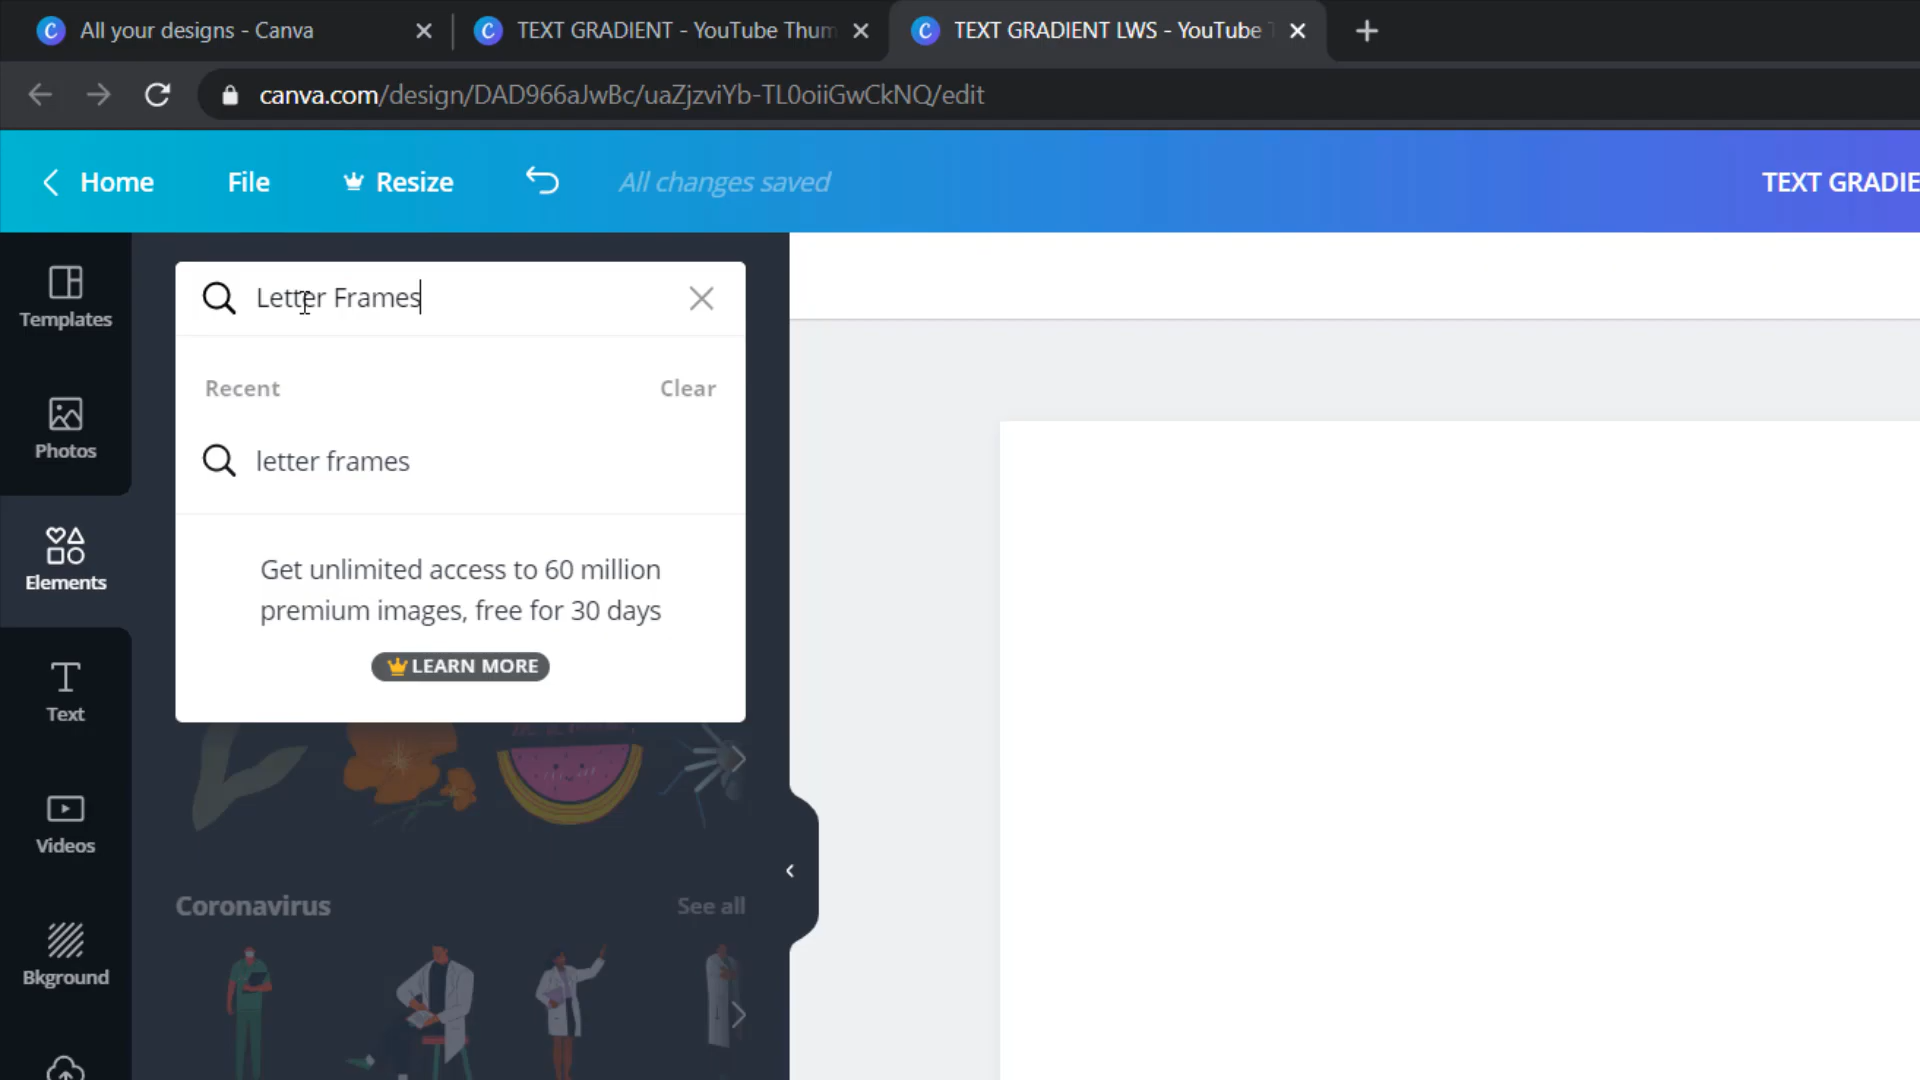 All your designs - Canva
TEXT GRADIENT - YouTube Thum
TEXT GRADIENT LWS - YouTube T
canva.com/design/DAD966aJwBc/uaZjzviYb-TL0oiiGwCkNQ/edit
Home
File
Resize
All changes saved
TEXT GRADIE
Templates
Photos
Elements
Text
Videos
Bkground
Letter Frames
Recent
Clear
letter frames
Get unlimited access to 60 million
premium images, free for 30 days
LEARN MORE
Coronavirus
See all